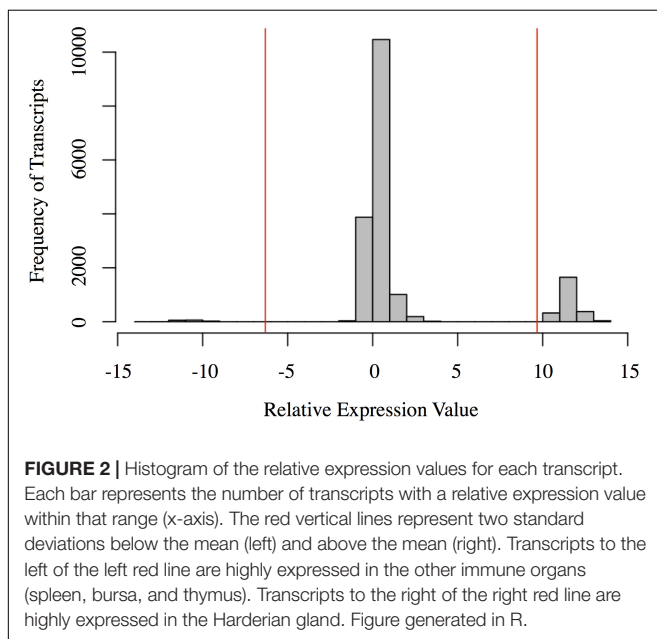 10000
6000
2000
0
Frequency of Transcripts
-15 -10 -5 0 5 10 15
Relative Expression Value
FIGURE 2 | Histogram of the relative expression values for each transcript.
Each bar represents the number of transcripts with a relative expression value
within that range (x-axis). The red vertical lines represent two standard
deviations below the mean (left) and above the mean (right). Transcripts to the
left of the left red line are highly expressed in the other immune organs
(spleen, bursa, and thymus). Transcripts to the right of the right red line are
highly expressed in the Harderian gland. Figure generated in R.